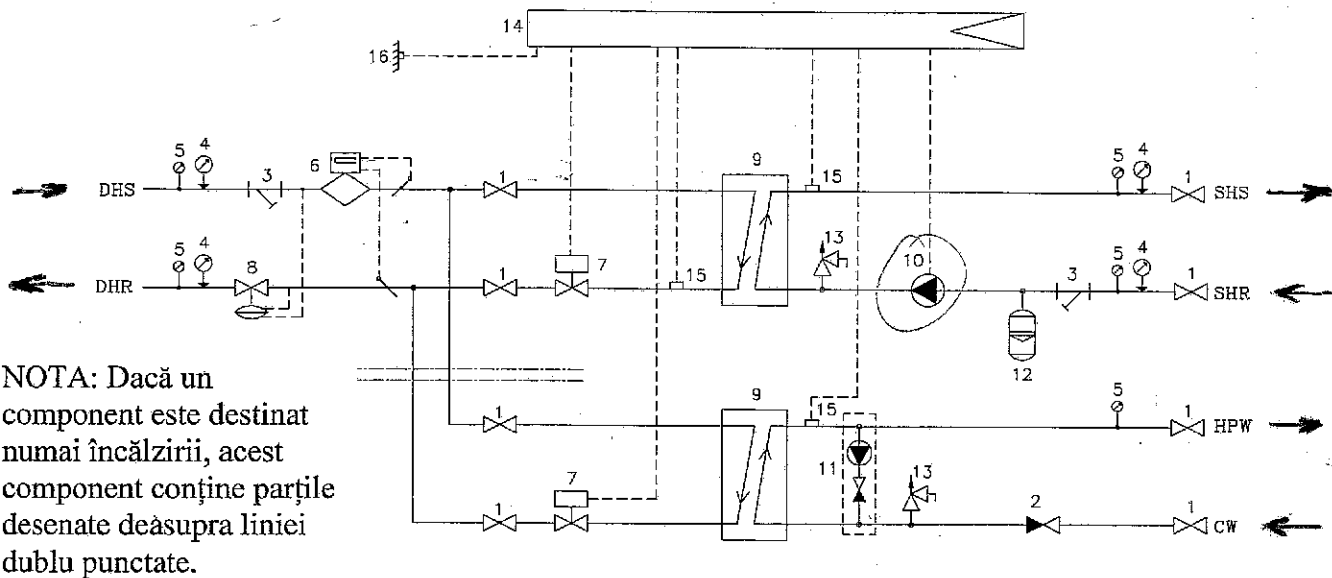 14
16
5 4 3 6 1 9 15 5 4 1
DHS SHS
5 4 8 1 7 15 13 10 3 5 4 1
DHR SHR
12
NOTA: Dacă un
component este destinat
numai încălzirii, acest
component conține parțile
desenate deasupra liniei
dublu punctate.
1 9 15 5 1
HPW
1 7 11 13 2 1
CW